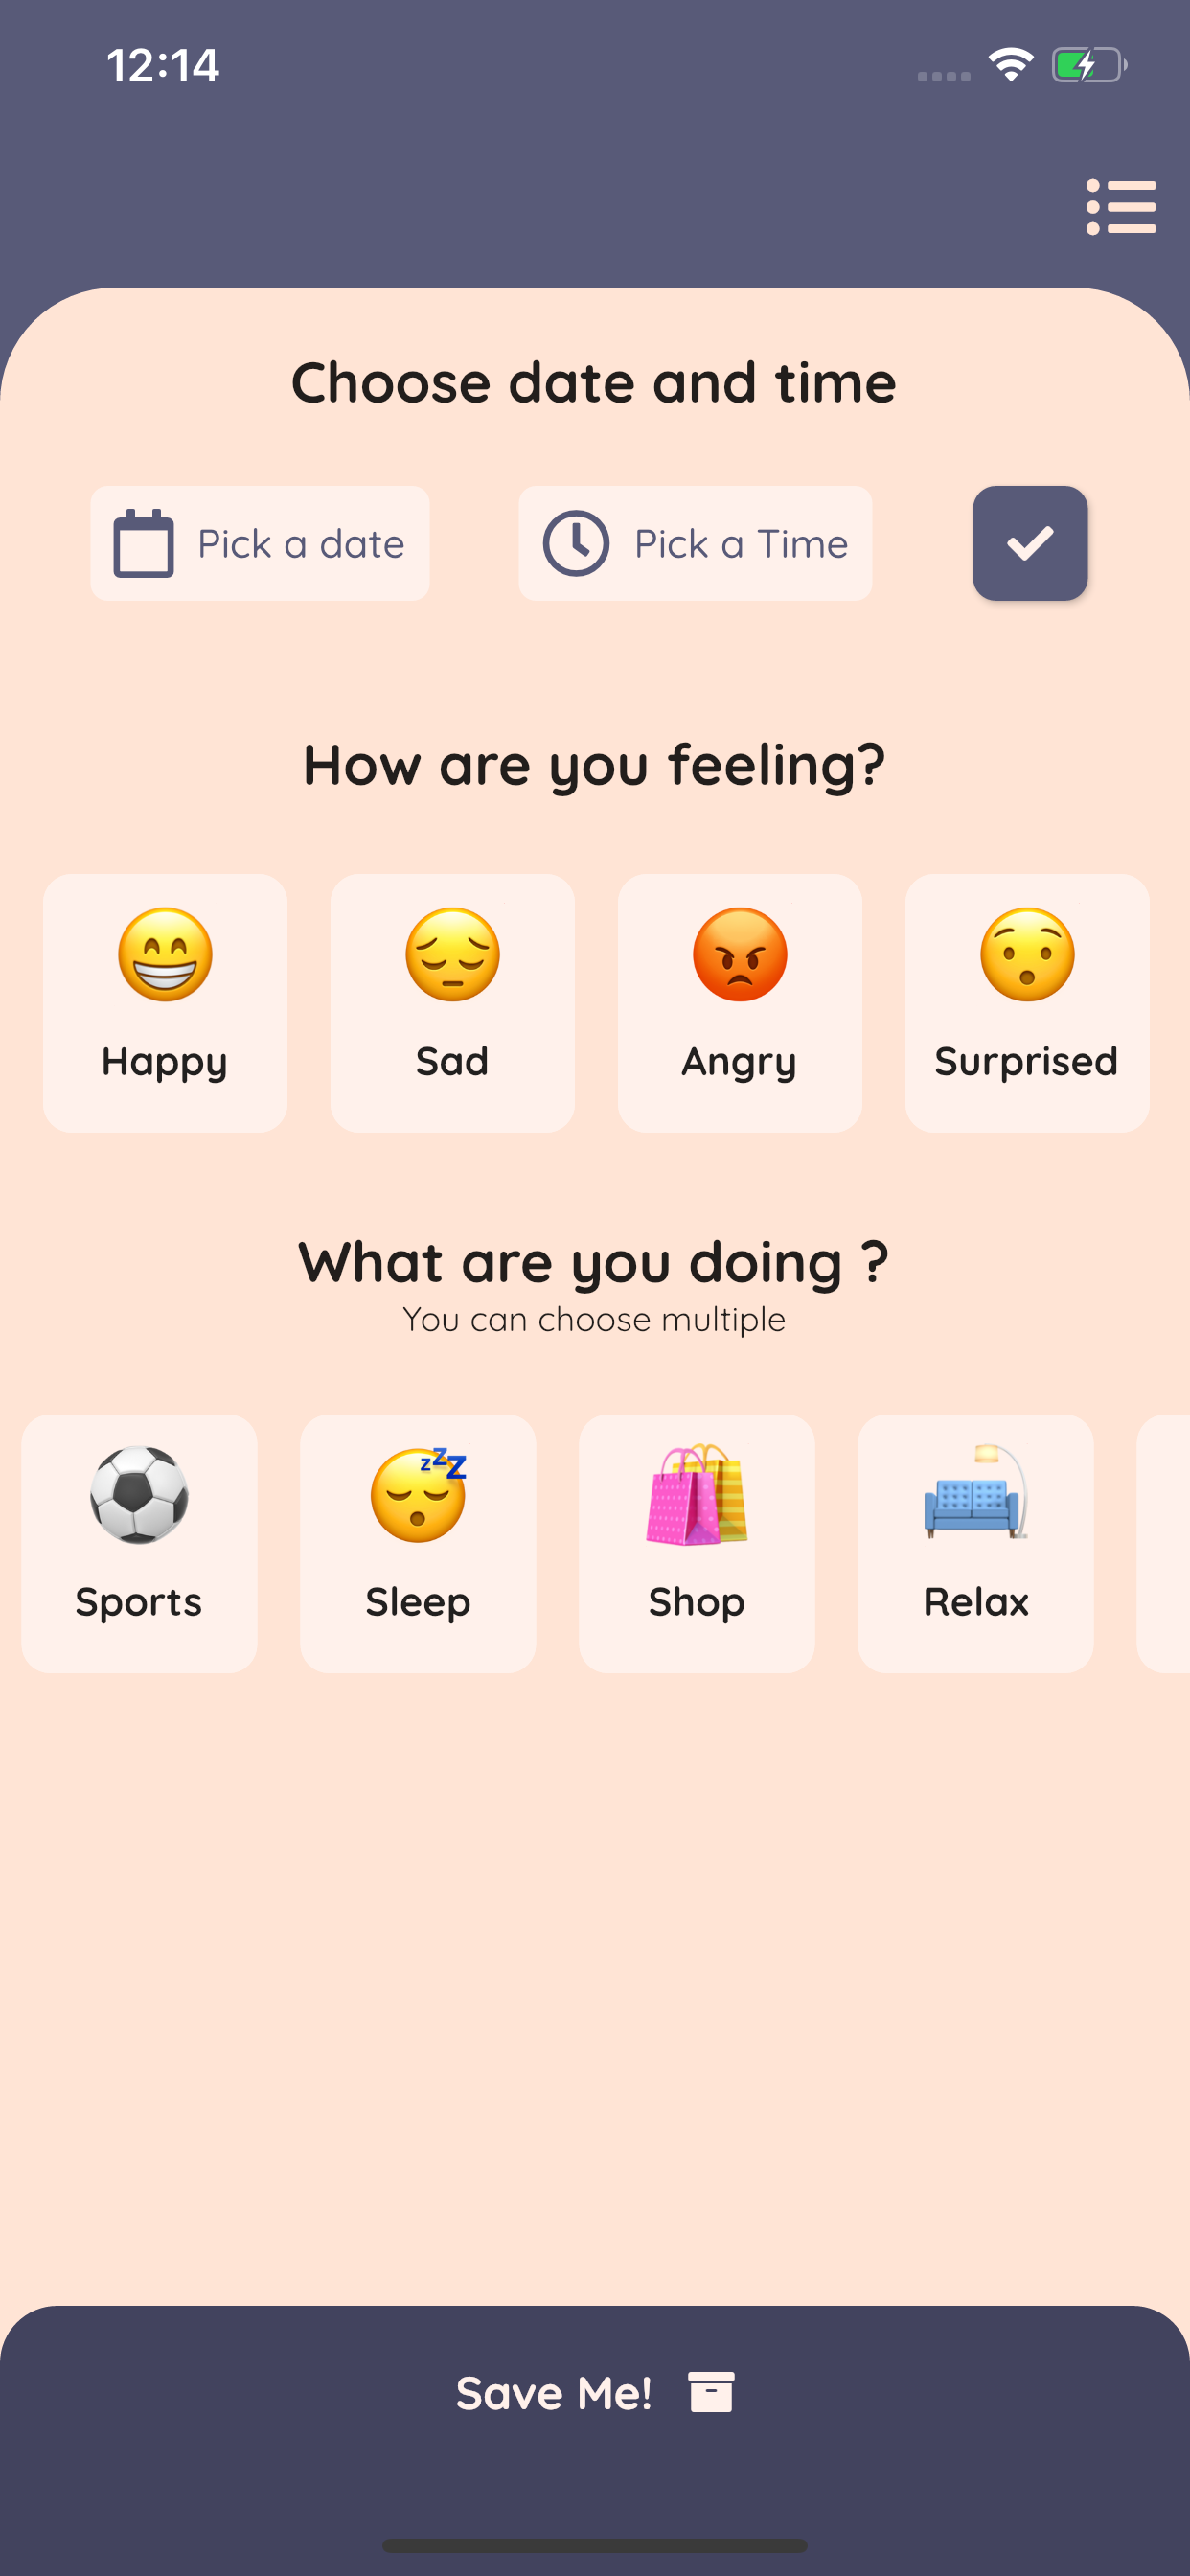 12:14
Choose date and time
Pick a date
Pick a Time
How are you feeling?
Happy
Sad
Angry
Surprised
What are you doing ?
You can choose multiple
Sports
Sleep
Shop
Relax
Save Me!